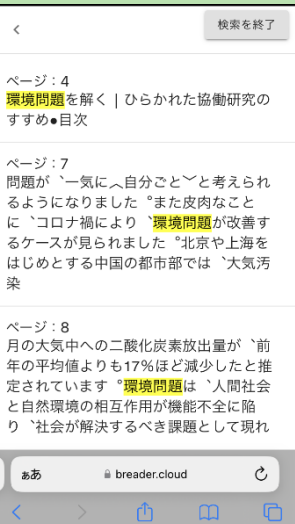 検索を終了
ページ：4
環境問題を解く | ひらかれた協働研究の
すすめ●目次
ページ：7
問題が、一気に︿自分ごと﹀と考えられ
るようになりました。また皮肉なこと
に、コロナ禍により、環境問題が改善す
るケースが見られました。北京や上海を
はじめとする中国の都市部では、大気汚
染
ページ：8
月の大気中への二酸化炭素放出量が、前
年の平均値よりも17%ほど減少したと推
定されています。環境問題は、人間社会
と自然環境の相互作用が機能不全に陥
り、社会が解決するべき課題として現れ
ぁあ
breader.cloud